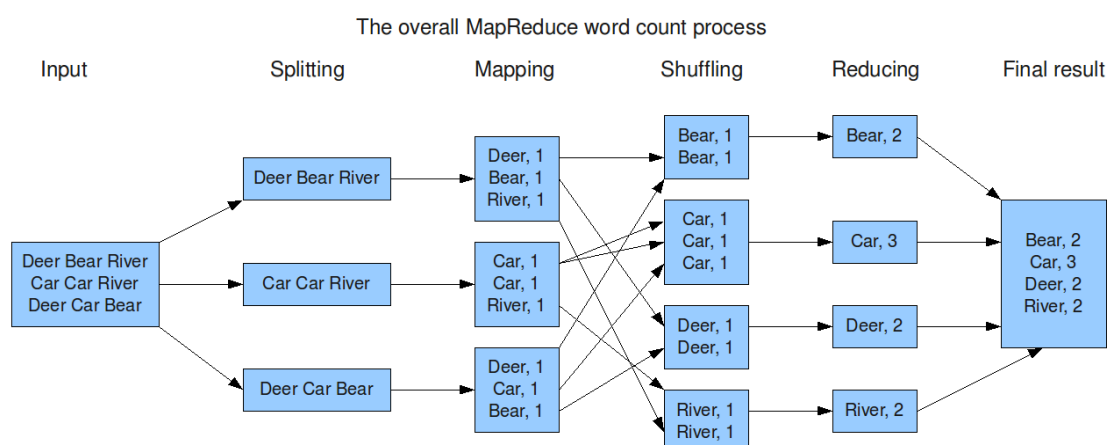 The overall MapReduce word count process
Input
Splitting
Mapping
Shuffling
Reducing
Final result
Deer Bear River
Car Car River
Deer Car Bear
Deer Bear River
Car Car River
Deer Car Bear
Deer, 1
Bear, 1
River, 1
Car, 1
Car, 1
River, 1
Deer, 1
Car, 1
Bear, 1
Bear, 1
Bear, 1
Car, 1
Car, 1
Car, 1
Deer, 1
Deer, 1
River, 1
River, 1
Bear, 2
Car, 3
Deer, 2
River, 2
Bear, 2
Car, 3
Deer, 2
River, 2